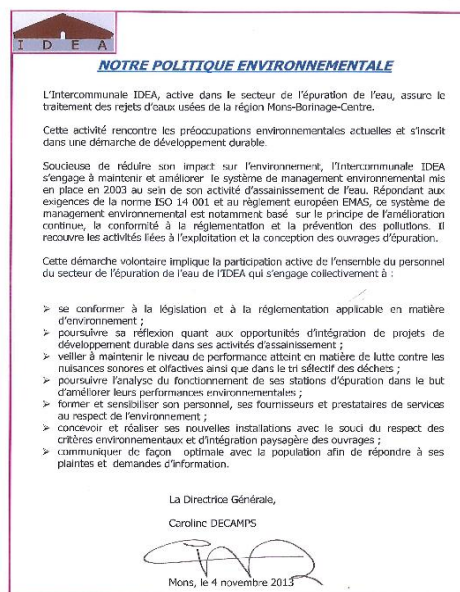 IDEA
NOTRE POLITIQUE ENVIRONNEMENTALE
L'Intercommunale IDEA, active dans le secteur de l'épuration de l'eau, assure le
traitement des rejets d'eaux usées de la région Mons-Borinage-Centre.
Cette activité rencontre les préoccupations environnementales actuelles et s'inscrit
dans une démarche de développement durable.
Soucieuse de réduire son impact sur l'environnement, l'Intercommunale IDEA
s'engage à maintenir et améliorer le système de management environnemental mis
en place en 2003 au sein de son activité d'assainissement de l'eau. Répondant aux
exigences de la norme ISO 14 001 et au règlement européen EMAS, ce système de
management environnemental est notamment basé sur le principe de l'amélioration
continue, la conformité à la réglementation et la prévention des pollutions. Il
recouvre les activités liées à l'exploitation et la conception des ouvrages d'épuration.
Cette démarche volontaire implique la participation active de l'ensemble du personnel
du secteur de l'épuration de l'eau de l'IDEA qui s'engage collectivement à :
➢ se conformer à la législation et à la réglementation applicable en matière
d'environnement ;
➢ poursuivre sa réflexion quant aux opportunités d'intégration de projets de
développement durable dans ses activités d'assainissement ;
➢ veiller à maintenir le niveau de performance atteint en matière de lutte contre les
nuisances sonores et olfactives ainsi que dans le tri sélectif des déchets ;
➢ poursuivre l'analyse du fonctionnement de ses stations d'épuration dans le but
d'améliorer leurs performances environnementales ;
➢ former et sensibiliser son personnel, ses fournisseurs et prestataires de services
au respect de l'environnement ;
➢ concevoir et réaliser ses nouvelles installations avec le souci du respect des
critères environnementaux et d'intégration paysagère des ouvrages ;
➢ communiquer de façon optimale avec la population afin de répondre à ses
plaintes et demandes d'information.
La Directrice Générale,
Caroline DECAMPS
Mons, le 4 novembre 2013